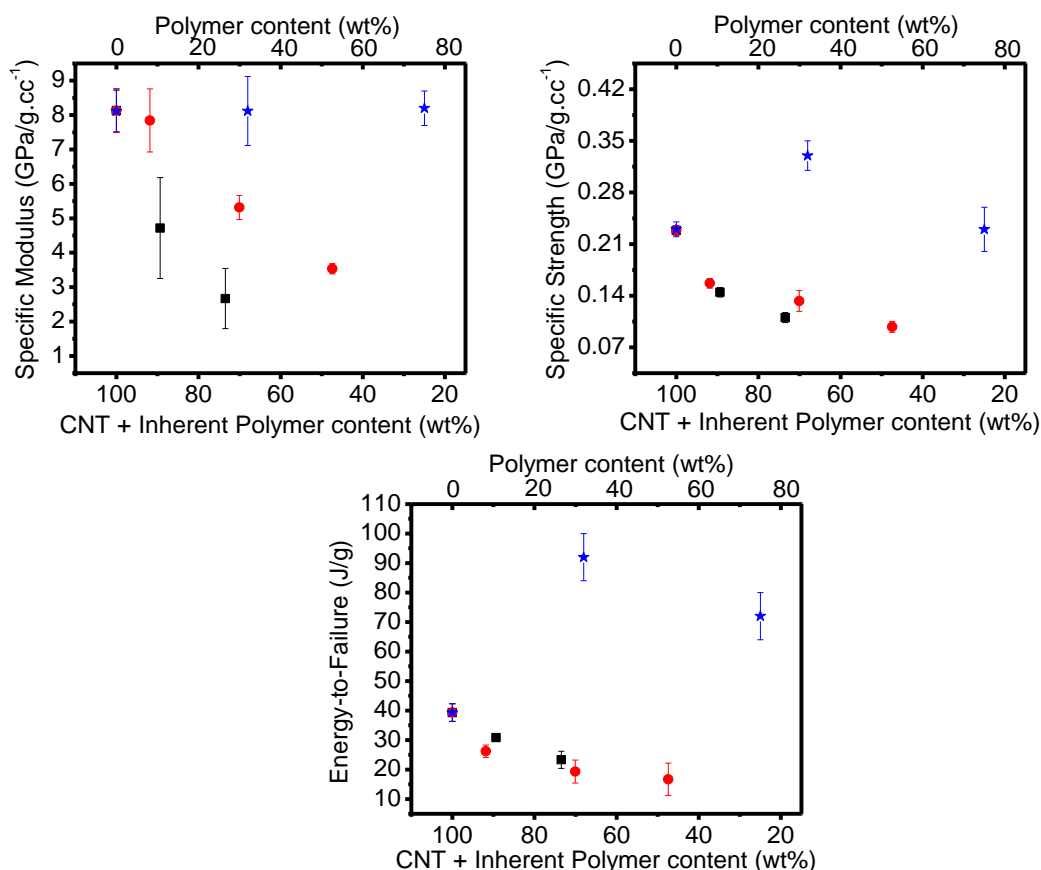 Polymer content (wt%)
0 20 40 60 80
9
8
7
6
5
4
3
2
1
Specific Modulus (GPa/g.cc⁻¹)
100 80 60 40 20
CNT + Inherent Polymer content (wt%)
Polymer content (wt%)
0 20 40 60 80
0.42
0.35
0.28
0.21
0.14
0.07
Specific Strength (GPa/g.cc⁻¹)
100 80 60 40 20
CNT + Inherent Polymer content (wt%)
Polymer content (wt%)
0 20 40 60 80
110
100
90
80
70
60
50
40
30
20
10
Energy-to-Failure (J/g)
100 80 60 40 20
CNT + Inherent Polymer content (wt%)